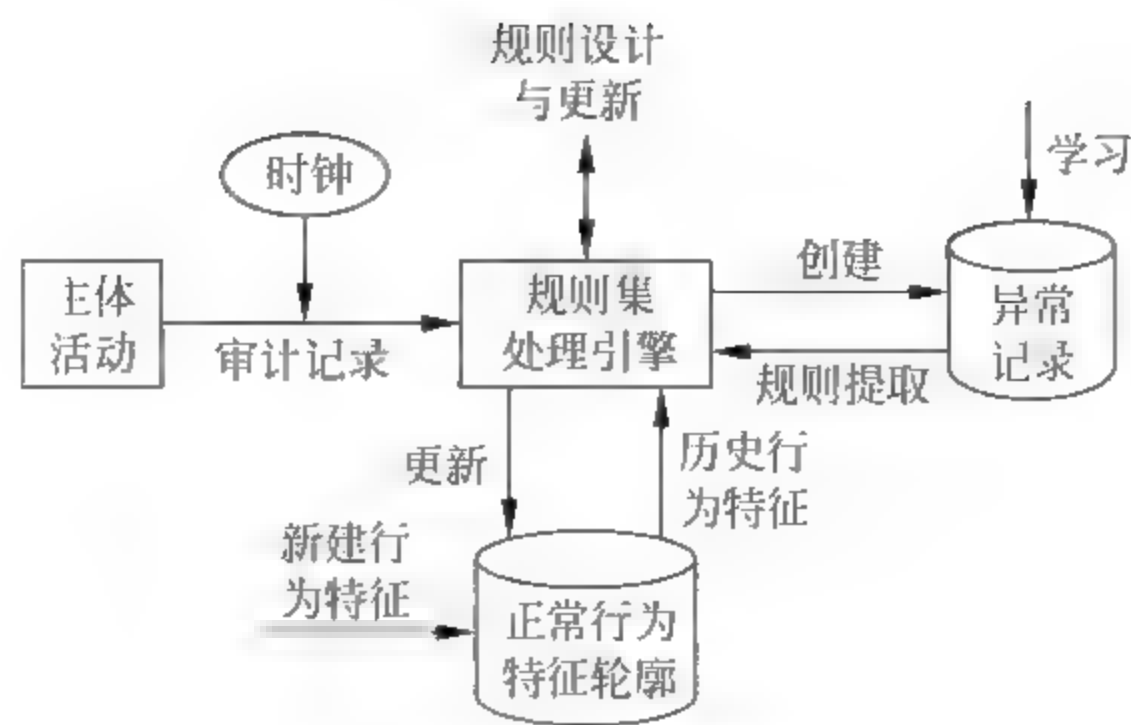 规则设计
与更新
时钟
学习
主体
活动
审计记录
规则集
处理引擎
创建
规则提取
异常
记录
更新
历史行
为特征
新建行
为特征
正常行为
特征轮廓